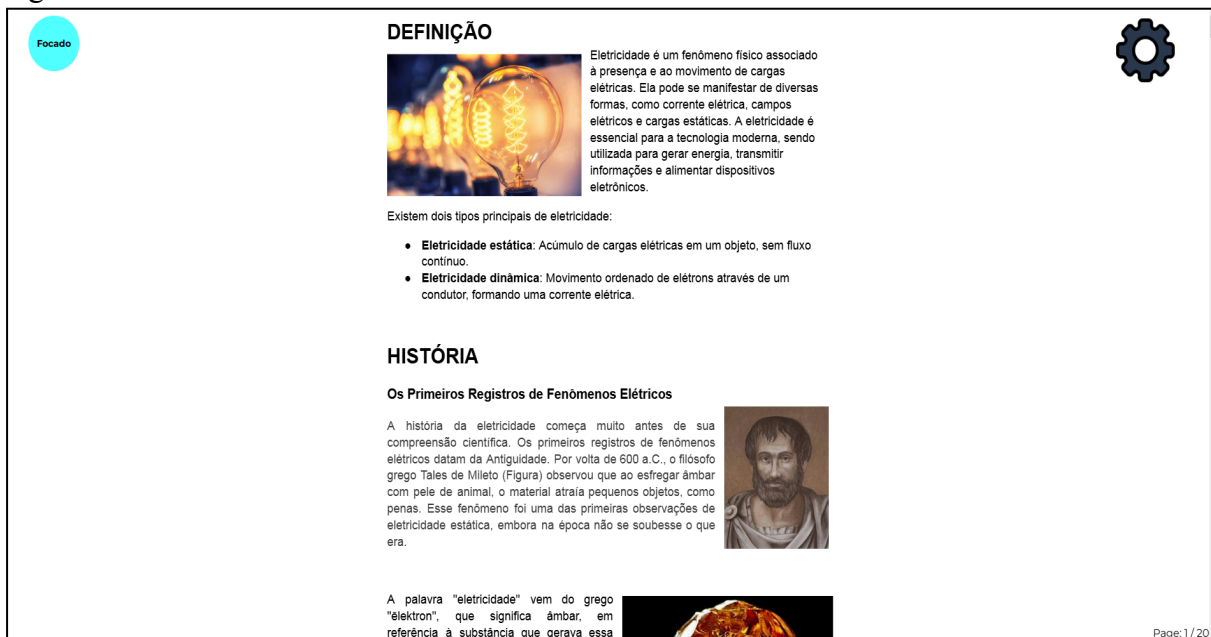 Focado
DEFINIÇÃO
Eletricidade é um fenômeno físico associado
à presença e ao movimento de cargas
elétricas. Ela pode se manifestar de diversas
formas, como corrente elétrica, campos
elétricos e cargas estáticas. A eletricidade é
essencial para a tecnologia moderna, sendo
utilizada para gerar energia, transmitir
informações e alimentar dispositivos
eletrônicos.
Existem dois tipos principais de eletricidade:
● Eletricidade estática: Acúmulo de cargas elétricas em um objeto, sem fluxo
contínuo.
● Eletricidade dinâmica: Movimento ordenado de elétrons através de um
condutor, formando uma corrente elétrica.
HISTÓRIA
Os Primeiros Registros de Fenômenos Elétricos
A história da eletricidade começa muito antes de sua
compreensão científica. Os primeiros registros de fenômenos
elétricos datam da Antiguidade. Por volta de 600 a.C., o filósofo
grego Tales de Mileto (Figura) observou que ao esfregar âmbar
com pele de animal, o material atraía pequenos objetos, como
penas. Esse fenômeno foi uma das primeiras observações de
eletricidade estática, embora na época não se soubesse o que
era.
A palavra "eletricidade" vem do grego
"ēlektron", que significa âmbar, em
referência à substância que gerava essa
Page: 1 / 20